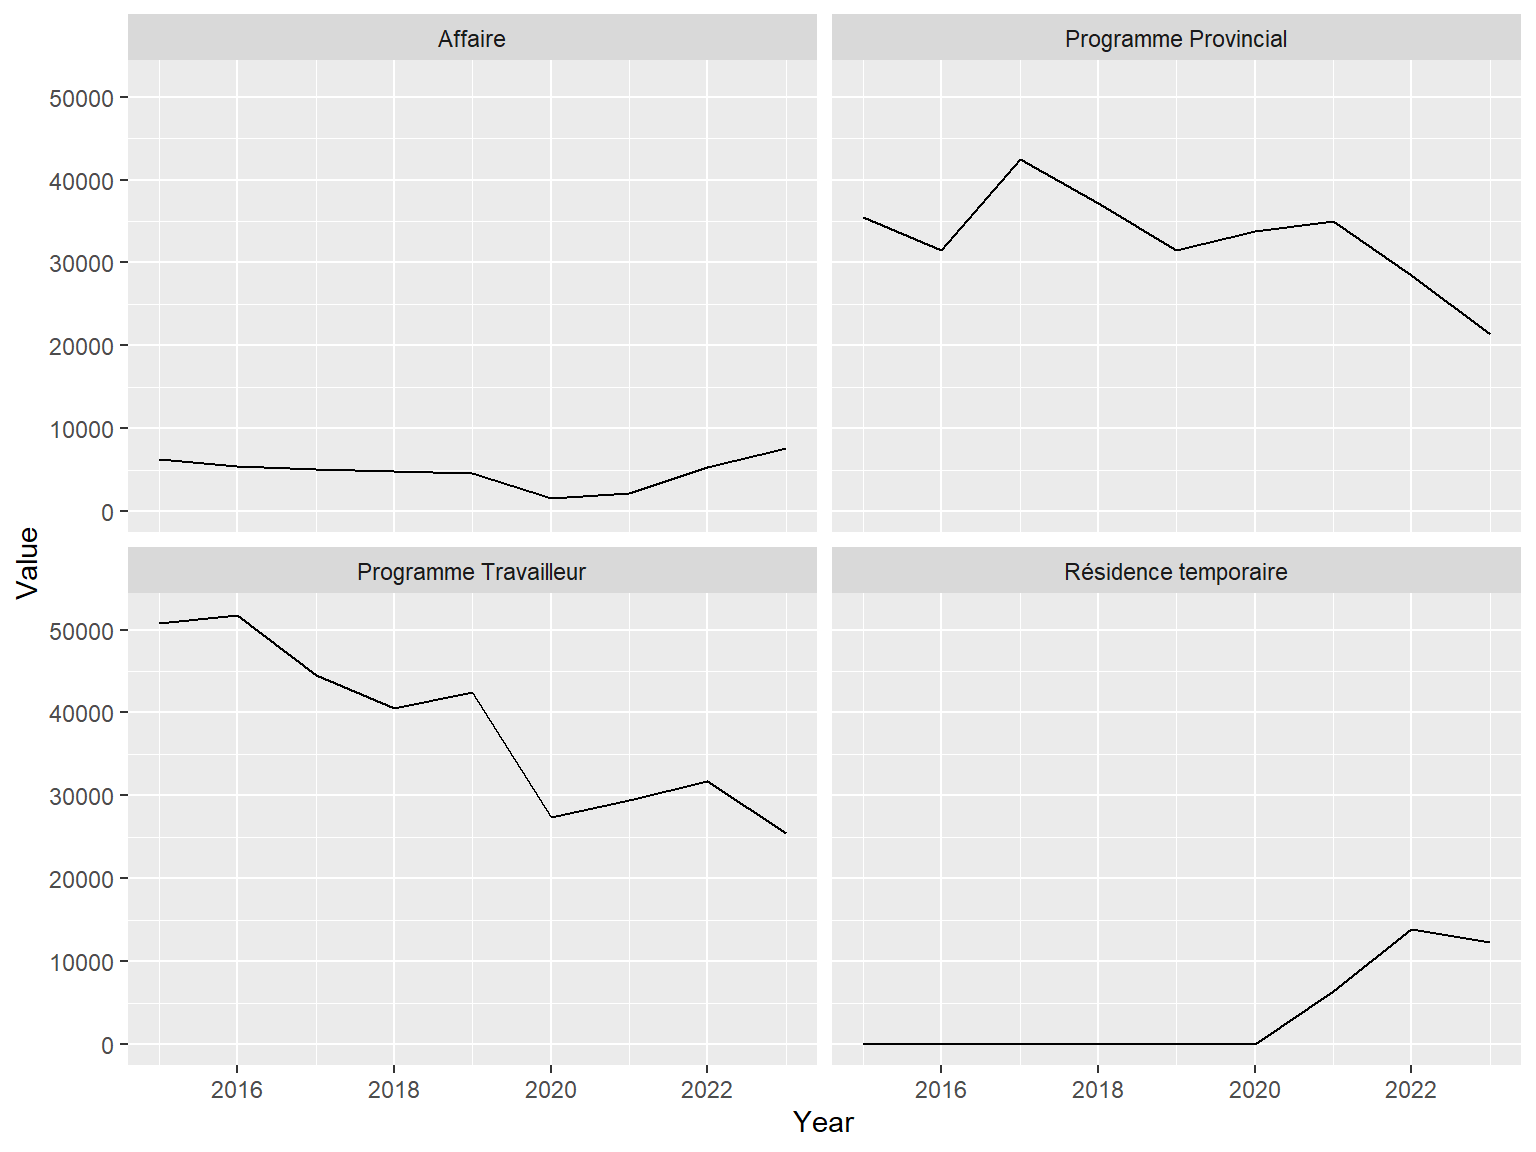 Affaire
Programme Provincial
50000
40000
30000
20000
10000
0
Value
Programme Travailleur
Résidence temporaire
50000
40000
30000
20000
10000
0
2016 2018 2020 2022 2016 2018 2020 2022
Year